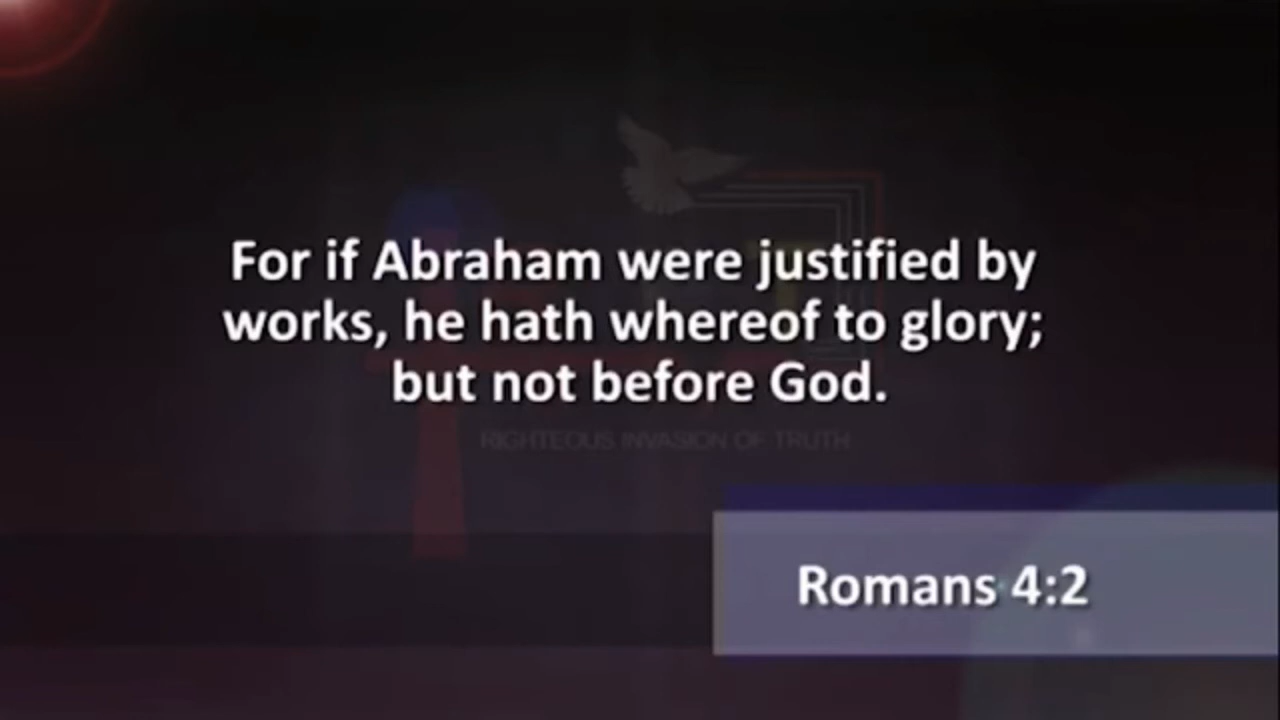 For if Abraham were justified by
works, he hath whereof to glory;
but not before God.
RIGHTEOUS INVASION OF TRUTH
Romans 4:2